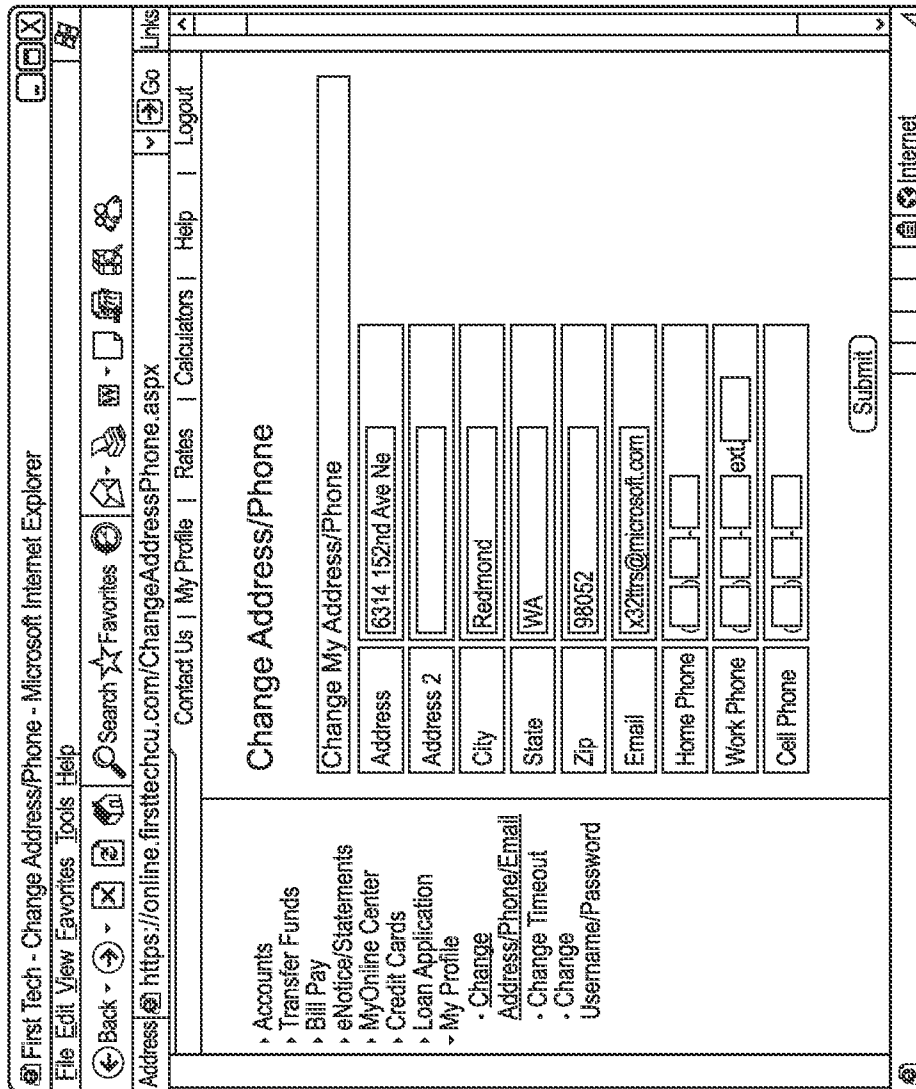 First Tech - Change Address/Phone - Microsoft Internet Explorer
File Edit View Favorites Tools Help
Back Search Favorites
Address https://online.firsttechcu.com/ChangeAddressPhone.aspx Go Links
Contact Us | My Profile | Rates | Calculators | Help | Logout
Accounts
Transfer Funds
Bill Pay
eNotice/Statements
MyOnline Center
Credit Cards
Loan Application
My Profile
· Change
Address/Phone/Email
· Change Timeout
· Change
Username/Password
Change Address/Phone
Change My Address/Phone
Address 6314 152nd Ave Ne
Address 2
City Redmond
State WA
Zip 98052
Email x32ttrs@microsoft.com
Home Phone ( ) -
Work Phone ( ) - ext.
Cell Phone ( ) -
Submit
Internet